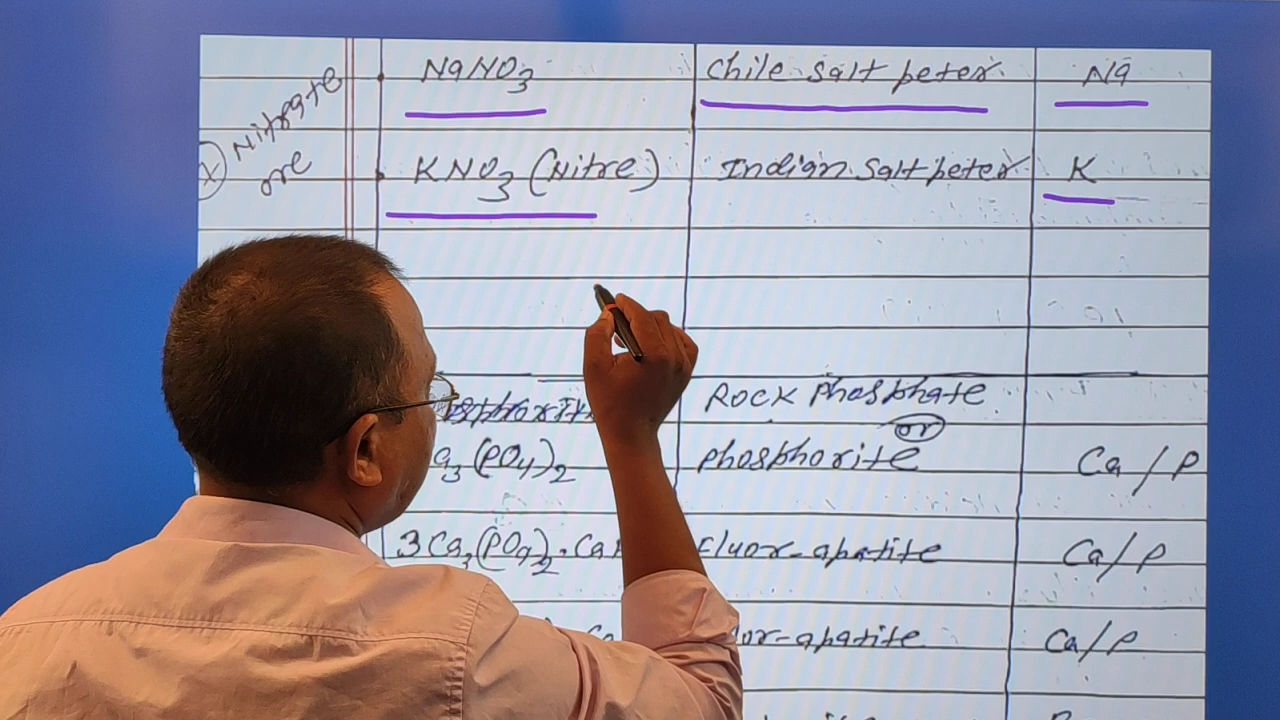 NaNO3 Chile salt peter Na
Nitrate
ore
KNO3 (Nitre) Indian Salt peter K
Rock Phosphate
or
a3(PO4)2 phosphorite Ca/P
3Ca3(PO4)2.Ca Fluor-apatite Ca/P
or-apatite Ca/P